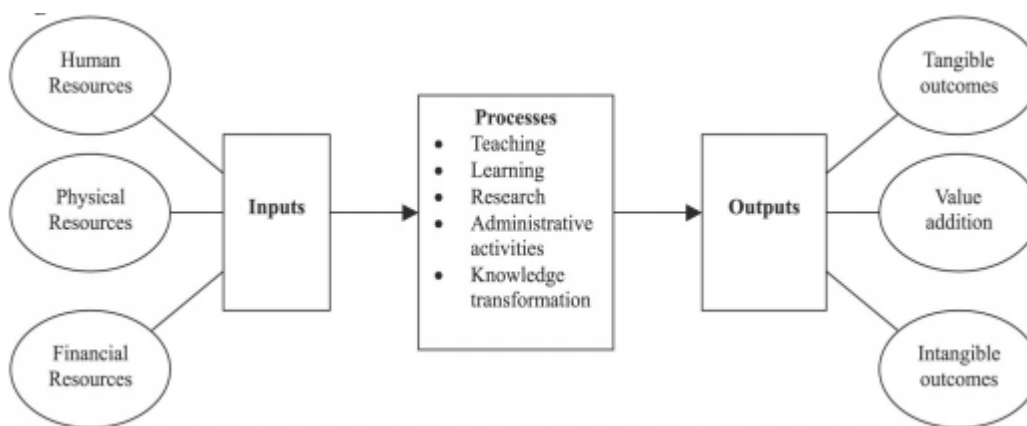 Human
Resources
Physical
Resources
Financial
Resources
Inputs
Processes
• Teaching
• Learning
• Research
• Administrative
activities
• Knowledge
transformation
Outputs
Tangible
outcomes
Value
addition
Intangible
outcomes